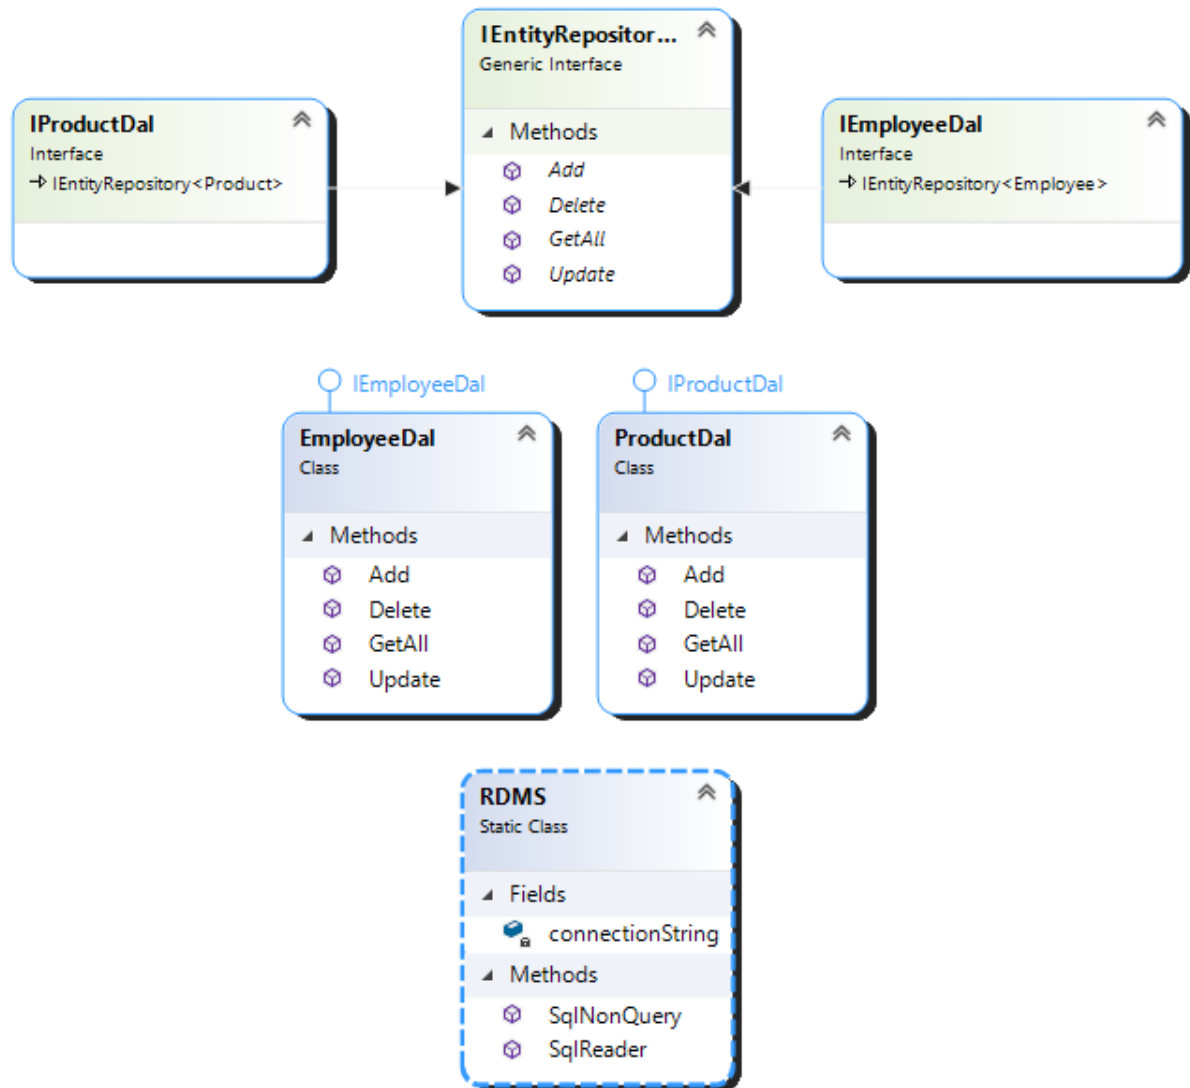 IEntityRepositor...
Generic Interface
Methods
Add
Delete
GetAll
Update
IProductDal
Interface
IEntityRepository<Product>
IEmployeeDal
Interface
IEntityRepository<Employee>
IEmployeeDal
EmployeeDal
Class
Methods
Add
Delete
GetAll
Update
IProductDal
ProductDal
Class
Methods
Add
Delete
GetAll
Update
RDMS
Static Class
Fields
connectionString
Methods
SqlNonQuery
SqlReader